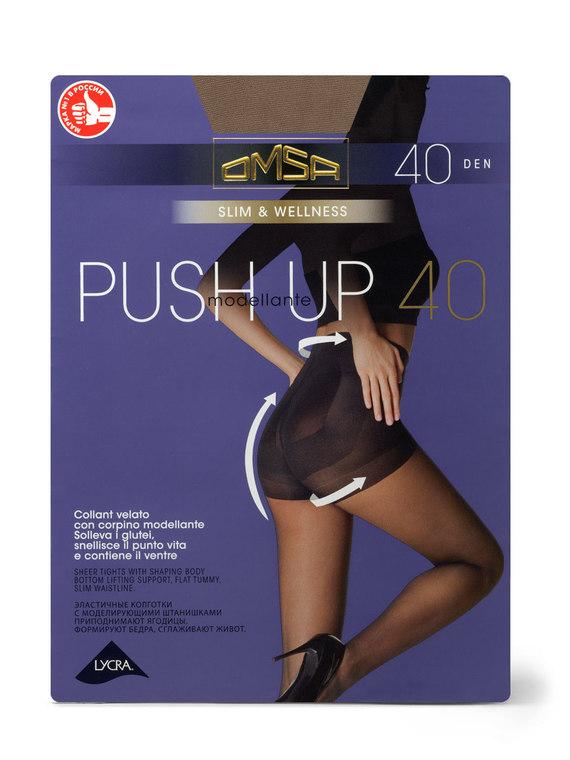 МАРКА №1 В РОССИИ
OMSA
40 DEN
SLIM & WELLNESS
PUSH UP 40
modellante
Collant velato
con corpino modellante
Solleva i glutei,
snellisce il punto vita
e contiene il ventre
SHEER TIGHTS WITH SHAPING BODY
BOTTOM LIFTING SUPPORT, FLAT TUMMY,
SLIM WAISTLINE.
ЭЛАСТИЧНЫЕ КОЛГОТКИ
С МОДЕЛИРУЮЩИМИ ШТАНИШКАМИ
ПРИПОДНИМАЮТ ЯГОДИЦЫ,
ФОРМИРУЮТ БЕДРА, СГЛАЖИВАЮТ ЖИВОТ.
LYCRA.